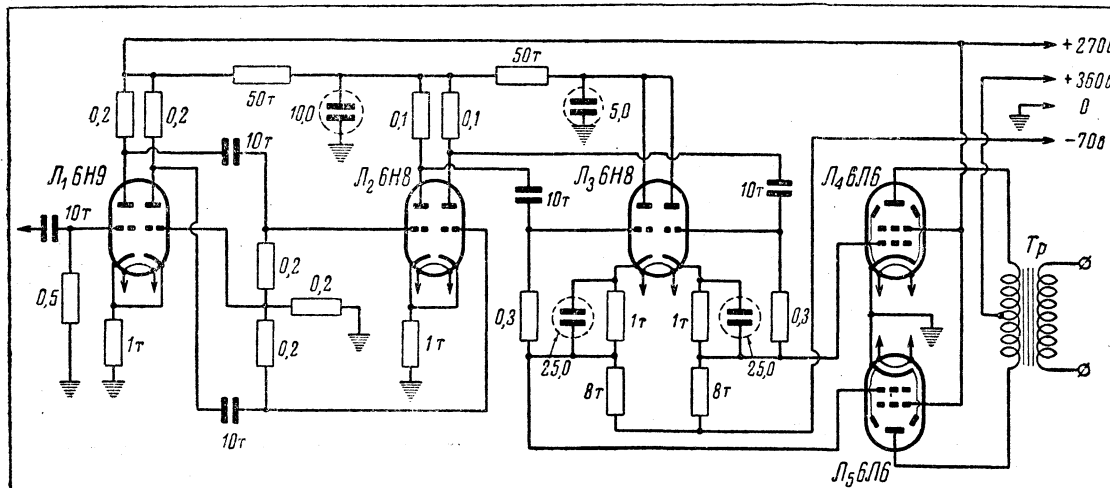 +270в
50т
+360в
50т
0
0,2
0,2
10,0
0,1
0,1
5,0
-70в
10т
Л₁ 6Н9
Л₂ 6Н8
Л₃ 6Н8
Л₄ 6Л6
10т
10т
10т
Тр
0,2
0,2
0,5
0,3
0,3
1т
0,2
1т
1т
1т
25,0
25,0
8т
8т
10т
Л₅ 6Л6